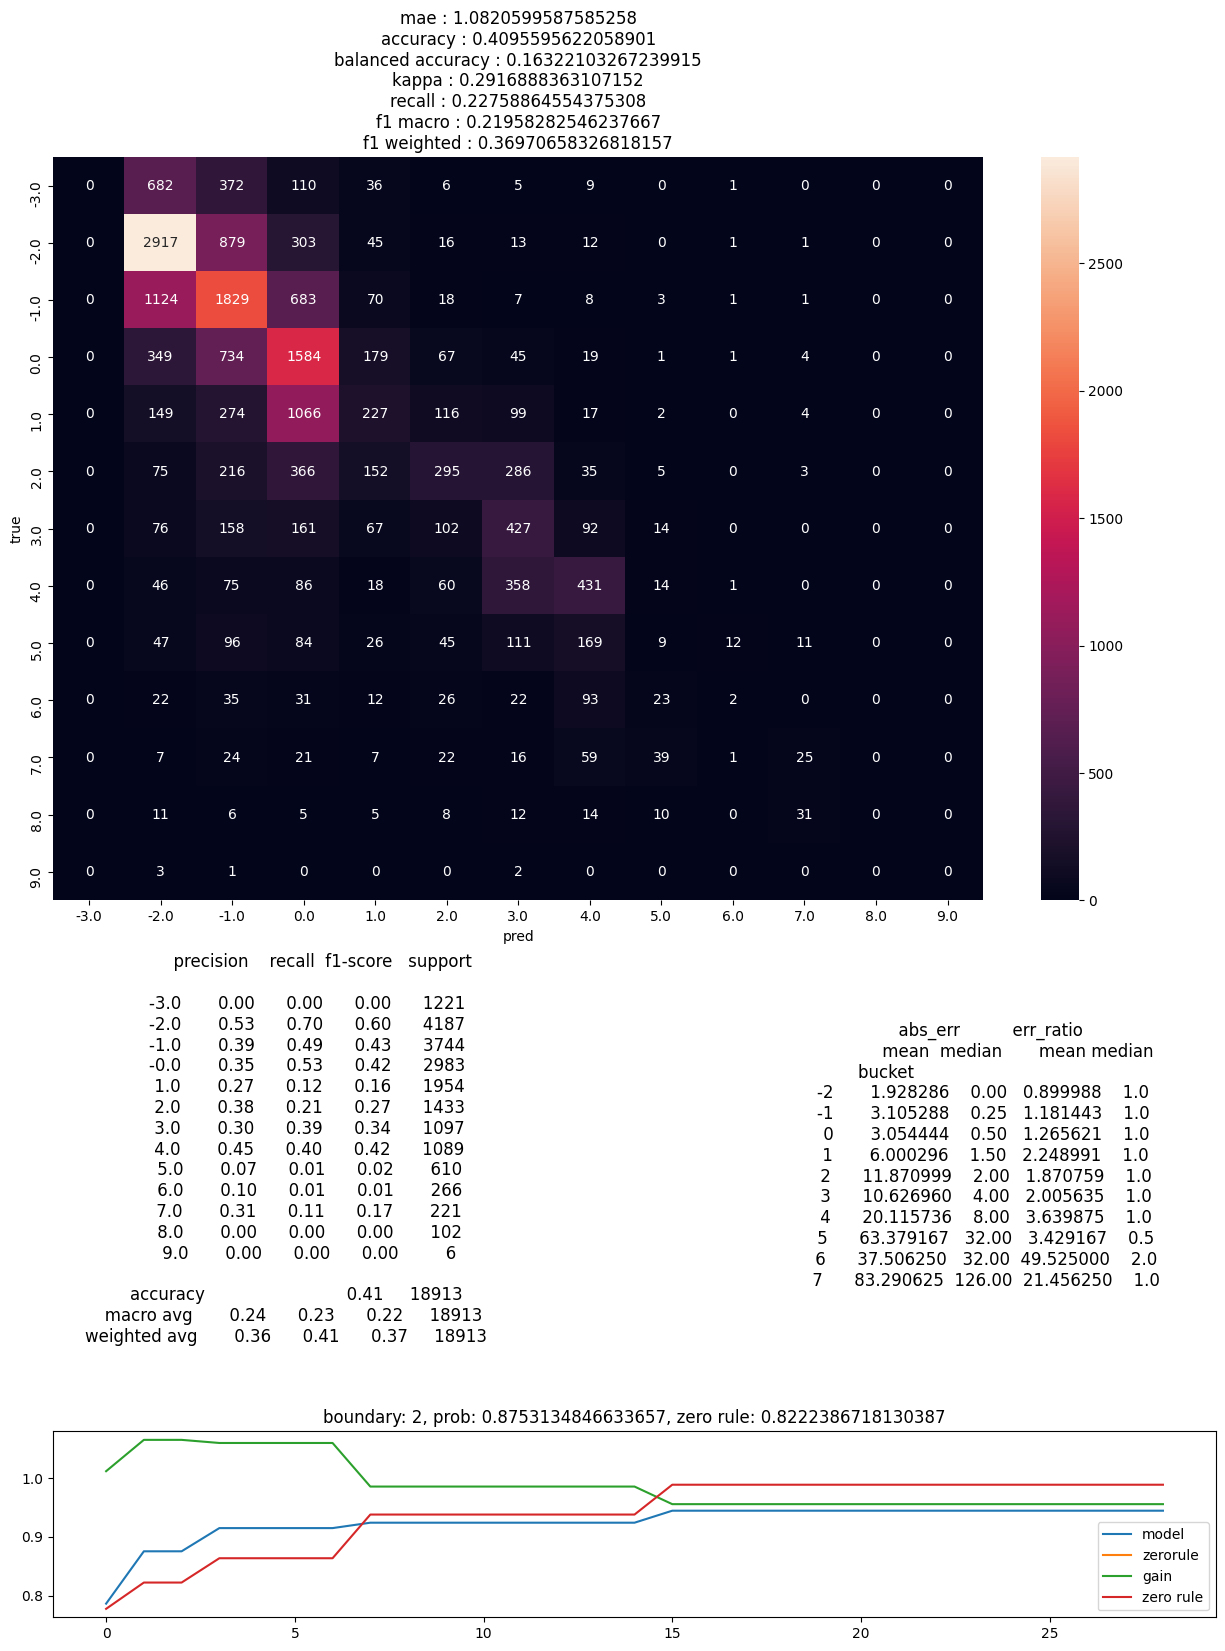 mae : 1.0820599587585258
accuracy : 0.4095595622058901
balanced accuracy : 0.16322103267239915
kappa : 0.2916888363107152
recall : 0.22758864554375308
f1 macro : 0.21958282546237667
f1 weighted : 0.36970658326818157
-3.0 0 682 372 110 36 6 5 9 0 1 0 0 0
-2.0 0 2917 879 303 45 16 13 12 0 1 1 0 0
-1.0 0 1124 1829 683 70 18 7 8 3 1 1 0 0
0.0 0 349 734 1584 179 67 45 19 1 1 4 0 0
1.0 0 149 274 1066 227 116 99 17 2 0 4 0 0
2.0 0 75 216 366 152 295 286 35 5 0 3 0 0
3.0 0 76 158 161 67 102 427 92 14 0 0 0 0
4.0 0 46 75 86 18 60 358 431 14 1 0 0 0
5.0 0 47 96 84 26 45 111 169 9 12 11 0 0
6.0 0 22 35 31 12 26 22 93 23 2 0 0 0
7.0 0 7 24 21 7 22 16 59 39 1 25 0 0
8.0 0 11 6 5 5 8 12 14 10 0 31 0 0
9.0 0 3 1 0 0 0 2 0 0 0 0 0 0
true
-3.0 -2.0 -1.0 0.0 1.0 2.0 3.0 4.0 5.0 6.0 7.0 8.0 9.0
pred
2500
2000
1500
1000
500
0
precision recall f1-score support
-3.0 0.00 0.00 0.00 1221
-2.0 0.53 0.70 0.60 4187
-1.0 0.39 0.49 0.43 3744
-0.0 0.35 0.53 0.42 2983
1.0 0.27 0.12 0.16 1954
2.0 0.38 0.21 0.27 1433
3.0 0.30 0.39 0.34 1097
4.0 0.45 0.40 0.42 1089
5.0 0.07 0.01 0.02 610
6.0 0.10 0.01 0.01 266
7.0 0.31 0.11 0.17 221
8.0 0.00 0.00 0.00 102
9.0 0.00 0.00 0.00 6
accuracy 0.41 18913
macro avg 0.24 0.23 0.22 18913
weighted avg 0.36 0.41 0.37 18913
abs_err err_ratio
mean median mean median
bucket
-2 1.928286 0.00 0.899988 1.0
-1 3.105288 0.25 1.181443 1.0
0 3.054444 0.50 1.265621 1.0
1 6.000296 1.50 2.248991 1.0
2 11.870999 2.00 1.870759 1.0
3 10.626960 4.00 2.005635 1.0
4 20.115736 8.00 3.639875 1.0
5 63.379167 32.00 3.429167 0.5
6 37.506250 32.00 49.525000 2.0
7 83.290625 126.00 21.456250 1.0
boundary: 2, prob: 0.8753134846633657, zero rule: 0.8222386718130387
1.0
0.9
0.8
0 5 10 15 20 25
model
zerorule
gain
zero rule